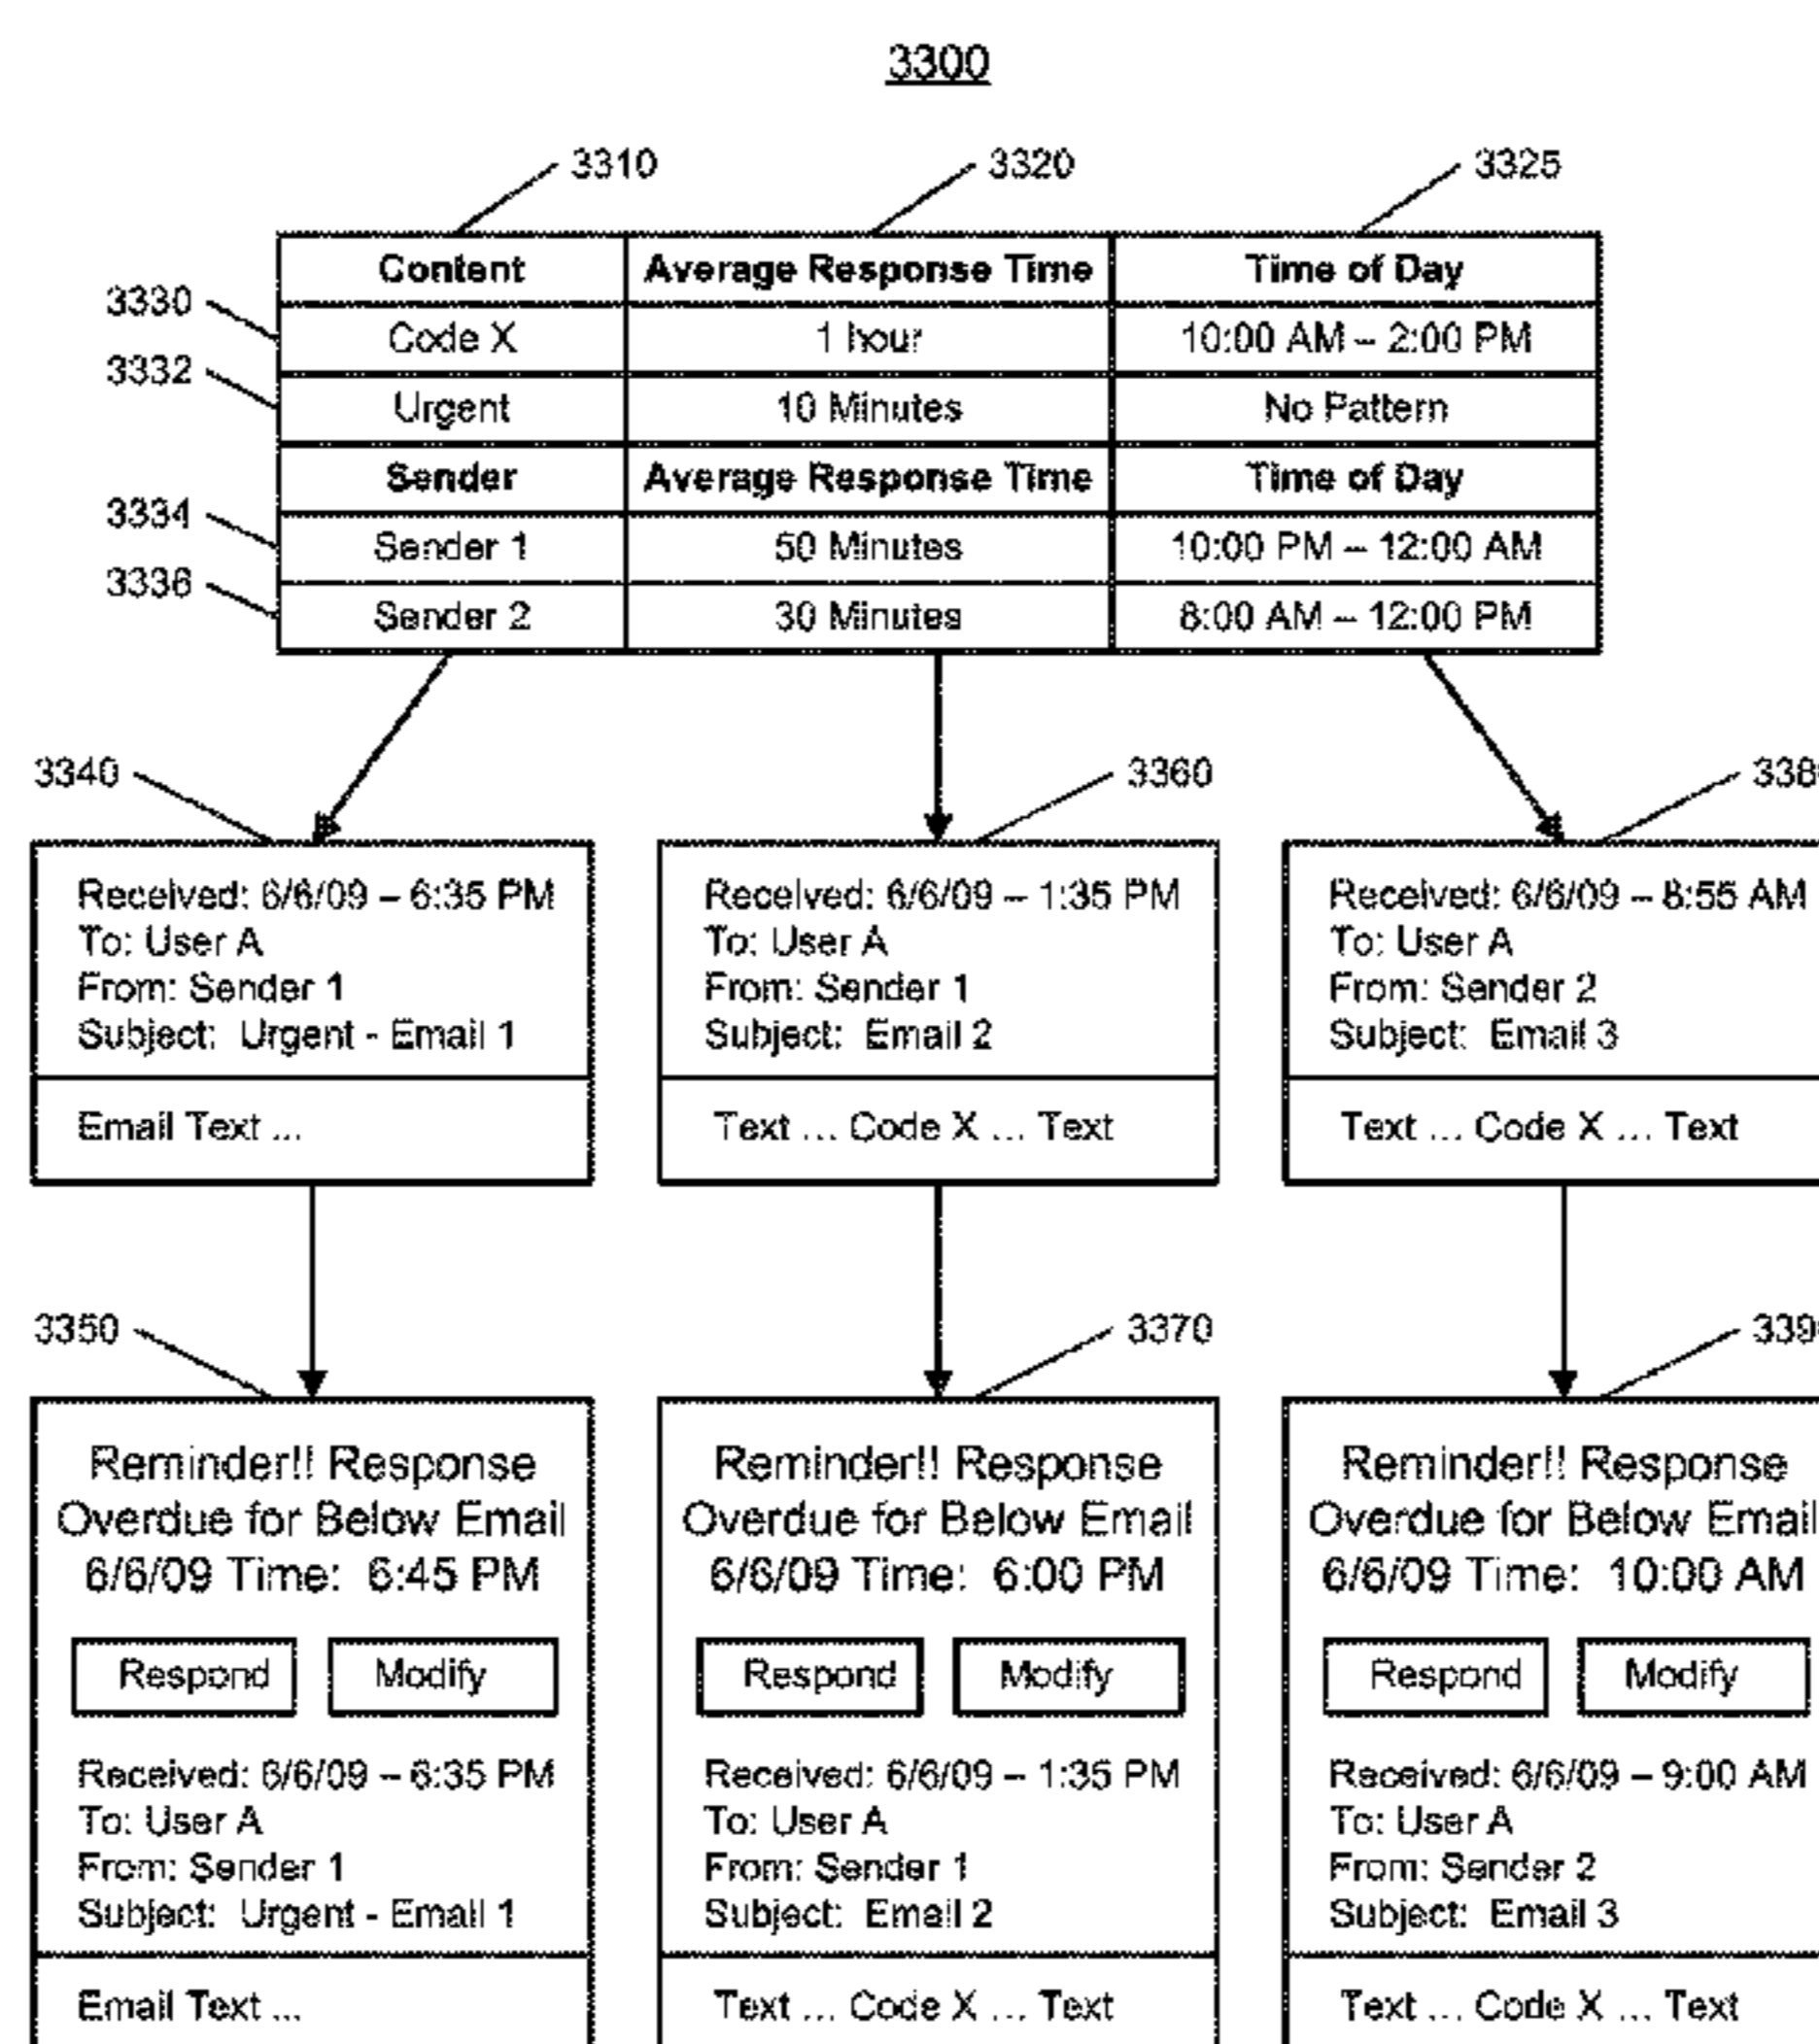 3300
3310
3320
3325
Content Average Response Time Time of Day
3330
Code X 1 hour 10:00 AM – 2:00 PM
3332
Urgent 10 Minutes No Pattern
Sender Average Response Time Time of Day
3334
Sender 1 50 Minutes 10:00 PM – 12:00 AM
3336
Sender 2 30 Minutes 8:00 AM – 12:00 PM
3340
Received: 6/6/09 – 6:35 PM
To: User A
From: Sender 1
Subject: Urgent - Email 1
Email Text ...
3360
Received: 6/6/09 – 1:35 PM
To: User A
From: Sender 1
Subject: Email 2
Text ... Code X ... Text
Received: 6/6/09 – 8:55 AM
To: User A
From: Sender 2
Subject: Email 3
Text ... Code X ... Text
3350
Reminder!! Response
Overdue for Below Email
6/6/09 Time: 6:45 PM
Respond Modify
Received: 6/6/09 – 6:35 PM
To: User A
From: Sender 1
Subject: Urgent - Email 1
Email Text ...
3370
Reminder!! Response
Overdue for Below Email
6/6/09 Time: 6:00 PM
Respond Modify
Received: 6/6/09 – 1:35 PM
To: User A
From: Sender 1
Subject: Email 2
Text ... Code X ... Text
Reminder!! Response
Overdue for Below Email
6/6/09 Time: 10:00 AM
Respond Modify
Received: 6/6/09 – 9:00 AM
To: User A
From: Sender 2
Subject: Email 3
Text ... Code X ... Text